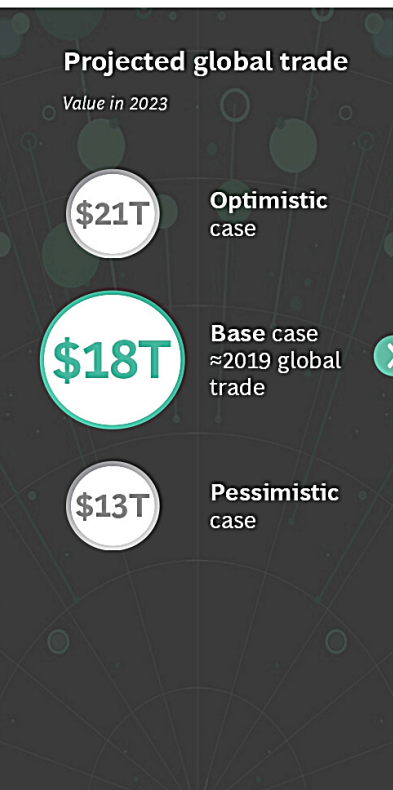 Projected global trade
Value in 2023
$21T
Optimistic
case
$18T
Base case
≈2019 global
trade
$13T
Pessimistic
case